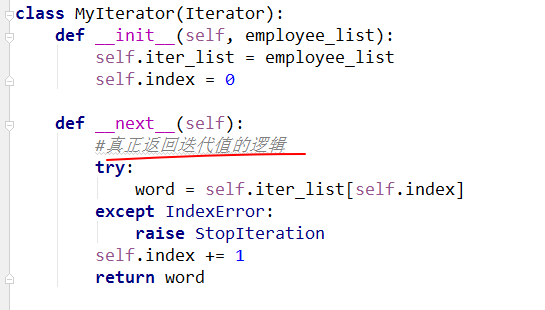 class MyIterator(Iterator):
    def __init__(self, employee_list):
        self.iter_list = employee_list
        self.index = 0

    def __next__(self):
        #真正返回迭代值的逻辑
        try:
            word = self.iter_list[self.index]
        except IndexError:
            raise StopIteration
        self.index += 1
        return word